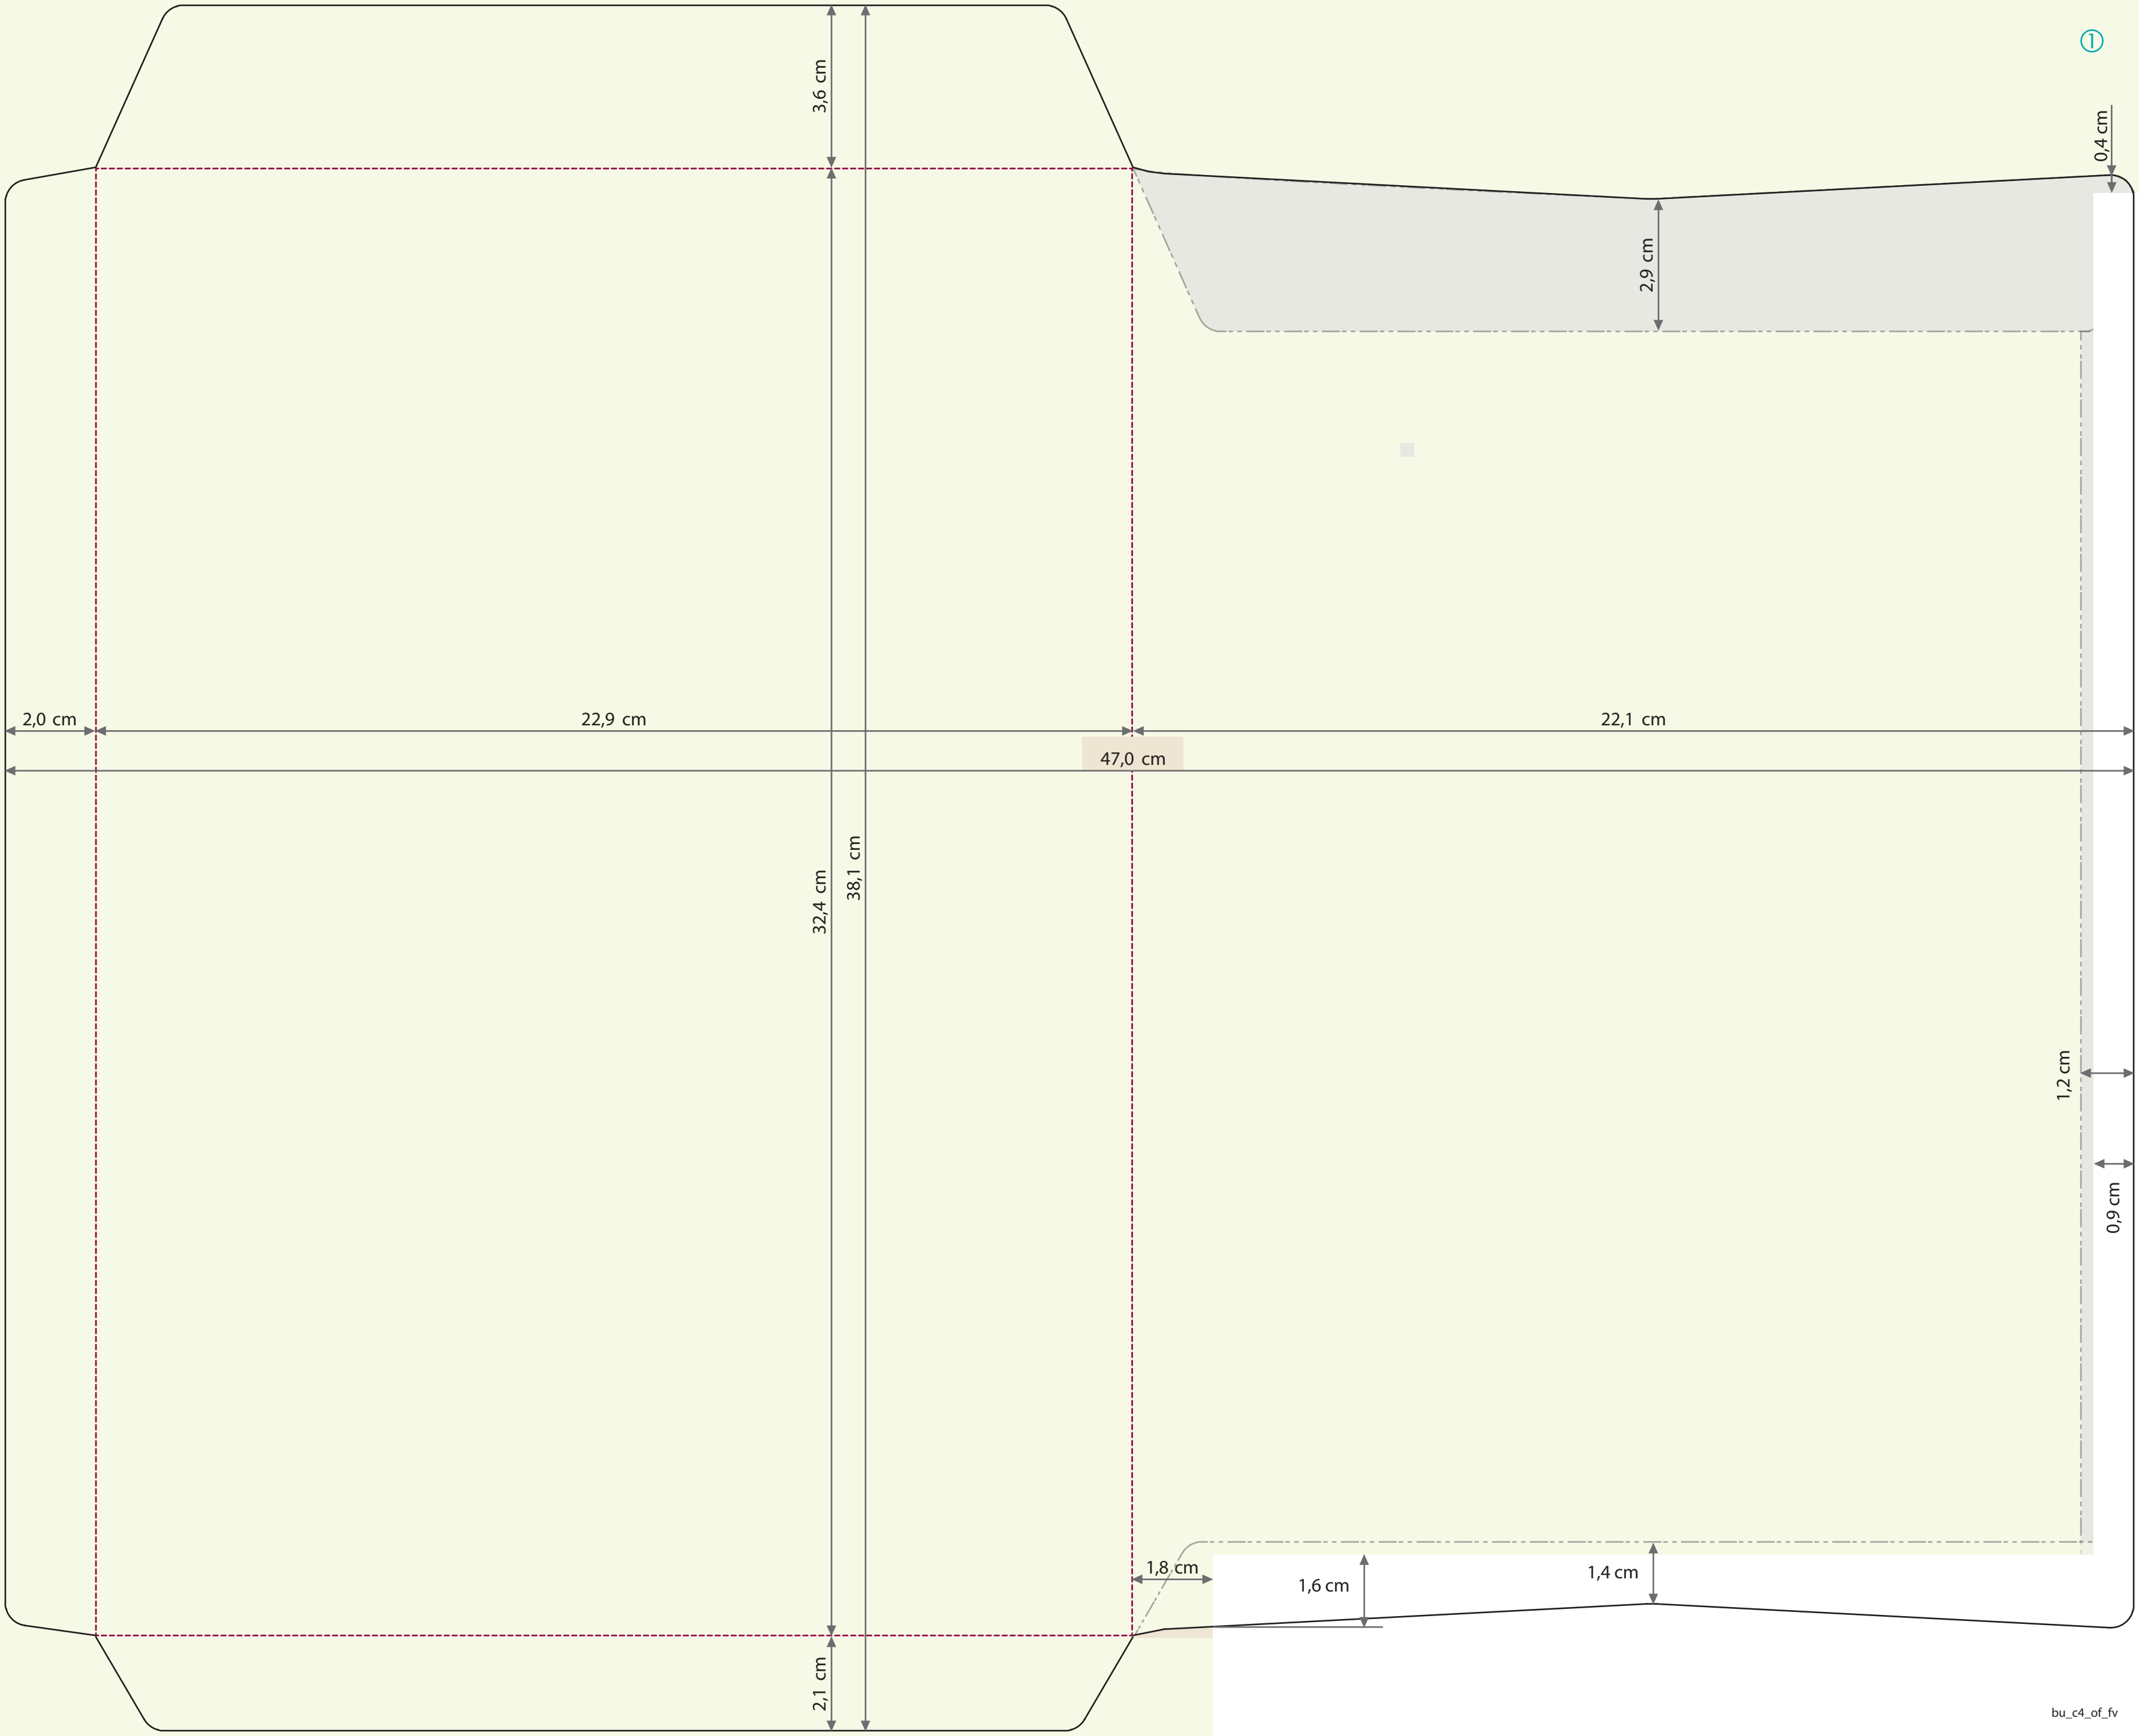 ①
3,6 cm
0,4 cm
2,9 cm
2,0 cm
22,9 cm
22,1 cm
47,0 cm
32,4 cm
38,1 cm
1,2 cm
0,9 cm
1,8 cm
1,6 cm
1,4 cm
2,1 cm
bu_c4_of_fv